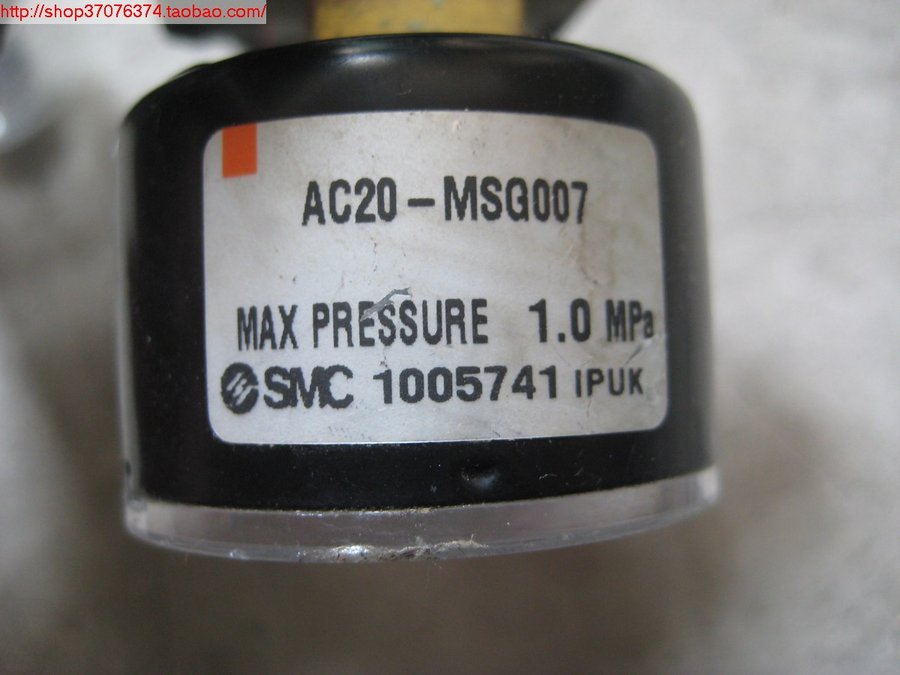 http://shop37076374.taobao.com/
AC20-MSG007
MAX PRESSURE 1.0 MPa
SMC 1005741 IPUK